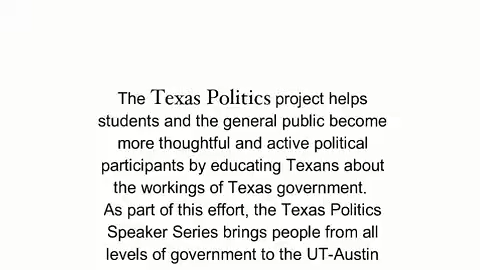 The Texas Politics project helps
students and the general public become
more thoughtful and active political
participants by educating Texans about
the workings of Texas government.
As part of this effort, the Texas Politics
Speaker Series brings people from all
levels of government to the UT-Austin